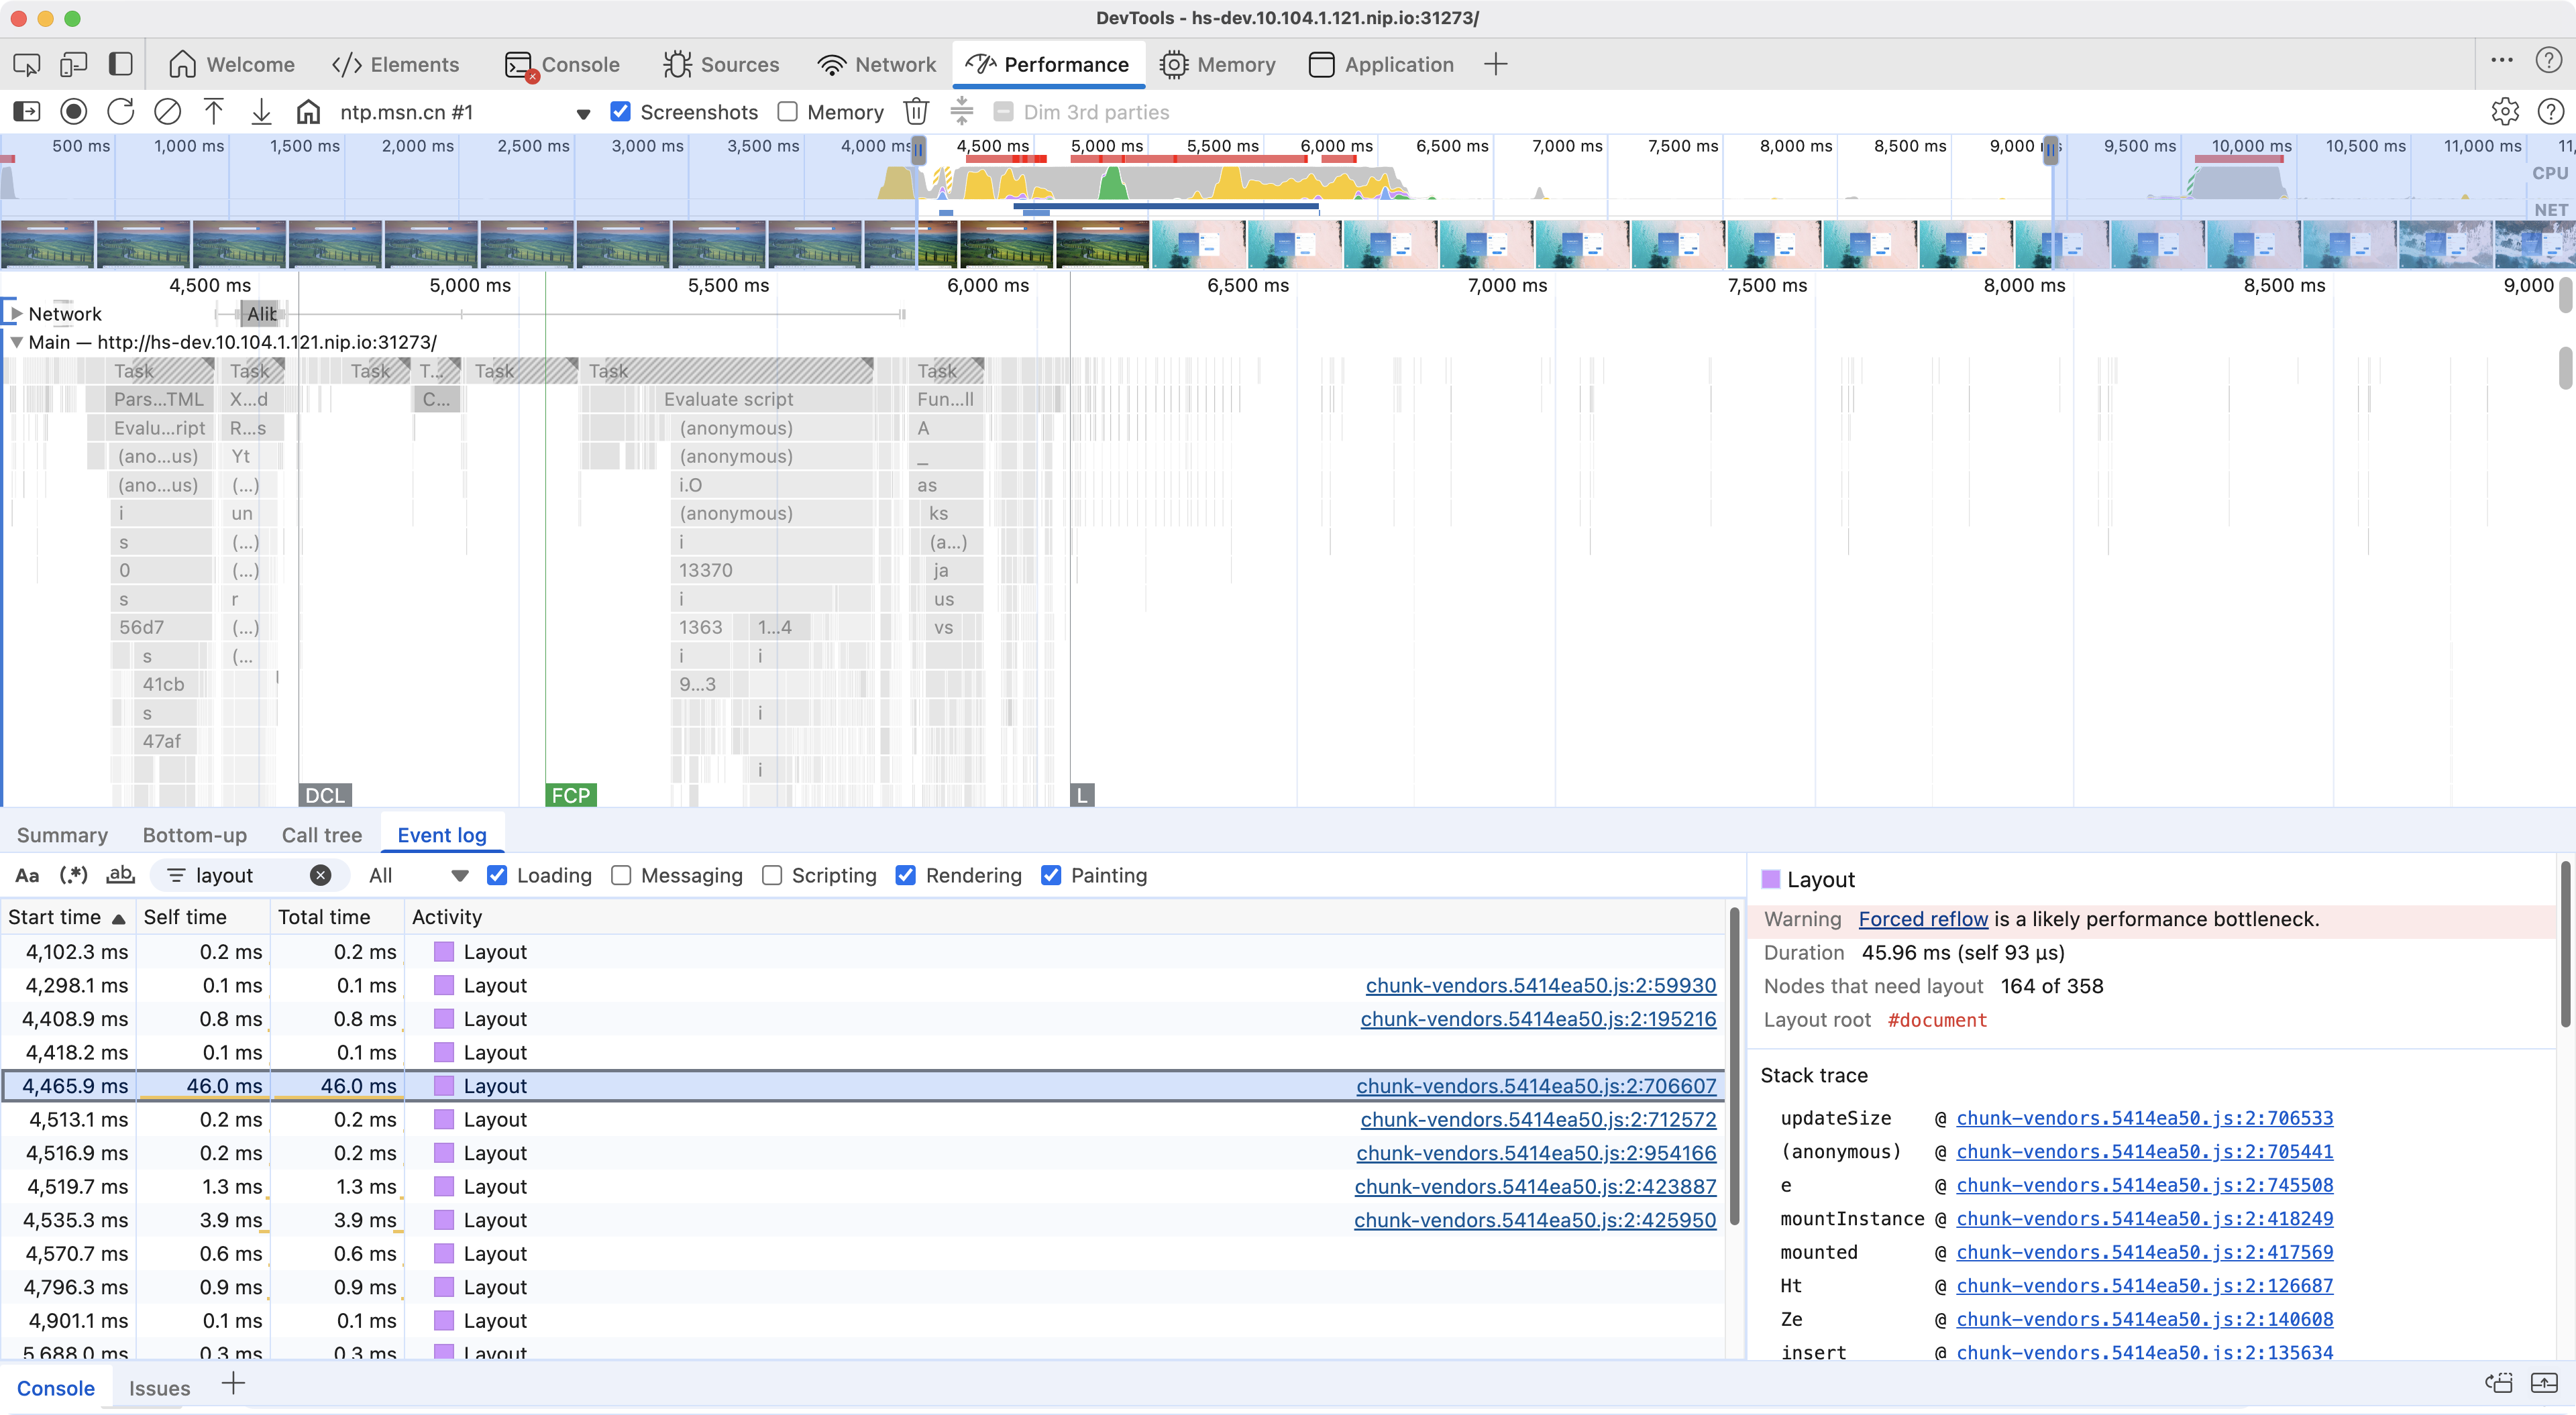 DevTools - hs-dev.10.104.1.121.nip.io:31273/
Welcome Elements Console Sources Network Performance Memory Application
ntp.msn.cn #1 Screenshots Memory Dim 3rd parties
500 ms 1,000 ms 1,500 ms 2,000 ms 2,500 ms 3,000 ms 3,500 ms 4,000 ms 4,500 ms 5,000 ms 5,500 ms 6,000 ms 6,500 ms 7,000 ms 7,500 ms 8,000 ms 8,500 ms 9,000 9,500 ms 10,000 ms 10,500 ms 11,000 ms 11,
CPU
NET
4,500 ms 5,000 ms 5,500 ms 6,000 ms 6,500 ms 7,000 ms 7,500 ms 8,000 ms 8,500 ms 9,000
Network Alit
Main — http://hs-dev.10.104.1.121.nip.io:31273/
Task Task Task T... Task Task Task
Pars...TML X...d C... Evaluate script Fun...ll
Evalu...ript R...s (anonymous) A
(ano...us) Yt (anonymous) _
(ano...us) (...) i.O as
i un (anonymous) ks
s (...) i (a...)
0 (...) 13370 ja
s r i us
56d7 (...) 1363 1...4 vs
s (... i i
41cb 9...3
s i
47af
i
DCL FCP L
Summary Bottom-up Call tree Event log
Aa (.*) ab layout All Loading Messaging Scripting Rendering Painting
Start time Self time Total time Activity
4,102.3 ms 0.2 ms 0.2 ms Layout
4,298.1 ms 0.1 ms 0.1 ms Layout chunk-vendors.5414ea50.js:2:59930
4,408.9 ms 0.8 ms 0.8 ms Layout chunk-vendors.5414ea50.js:2:195216
4,418.2 ms 0.1 ms 0.1 ms Layout
4,465.9 ms 46.0 ms 46.0 ms Layout chunk-vendors.5414ea50.js:2:706607
4,513.1 ms 0.2 ms 0.2 ms Layout chunk-vendors.5414ea50.js:2:712572
4,516.9 ms 0.2 ms 0.2 ms Layout chunk-vendors.5414ea50.js:2:954166
4,519.7 ms 1.3 ms 1.3 ms Layout chunk-vendors.5414ea50.js:2:423887
4,535.3 ms 3.9 ms 3.9 ms Layout chunk-vendors.5414ea50.js:2:425950
4,570.7 ms 0.6 ms 0.6 ms Layout
4,796.3 ms 0.9 ms 0.9 ms Layout
4,901.1 ms 0.1 ms 0.1 ms Layout
5,688.0 ms 0.3 ms 0.3 ms Layout
Layout
Warning Forced reflow is a likely performance bottleneck.
Duration 45.96 ms (self 93 μs)
Nodes that need layout 164 of 358
Layout root #document
Stack trace
updateSize @ chunk-vendors.5414ea50.js:2:706533
(anonymous) @ chunk-vendors.5414ea50.js:2:705441
e @ chunk-vendors.5414ea50.js:2:745508
mountInstance @ chunk-vendors.5414ea50.js:2:418249
mounted @ chunk-vendors.5414ea50.js:2:417569
Ht @ chunk-vendors.5414ea50.js:2:126687
Ze @ chunk-vendors.5414ea50.js:2:140608
insert @ chunk-vendors.5414ea50.js:2:135634
Console Issues